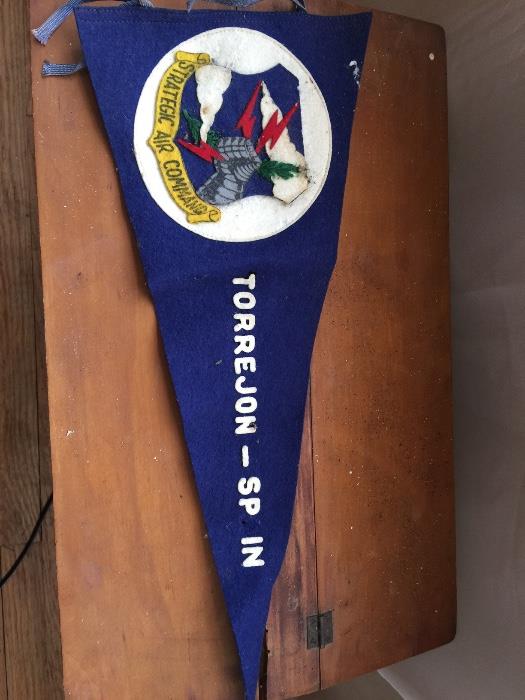 STRATEGIC AIR COMMAND
TORREJON — SP IN